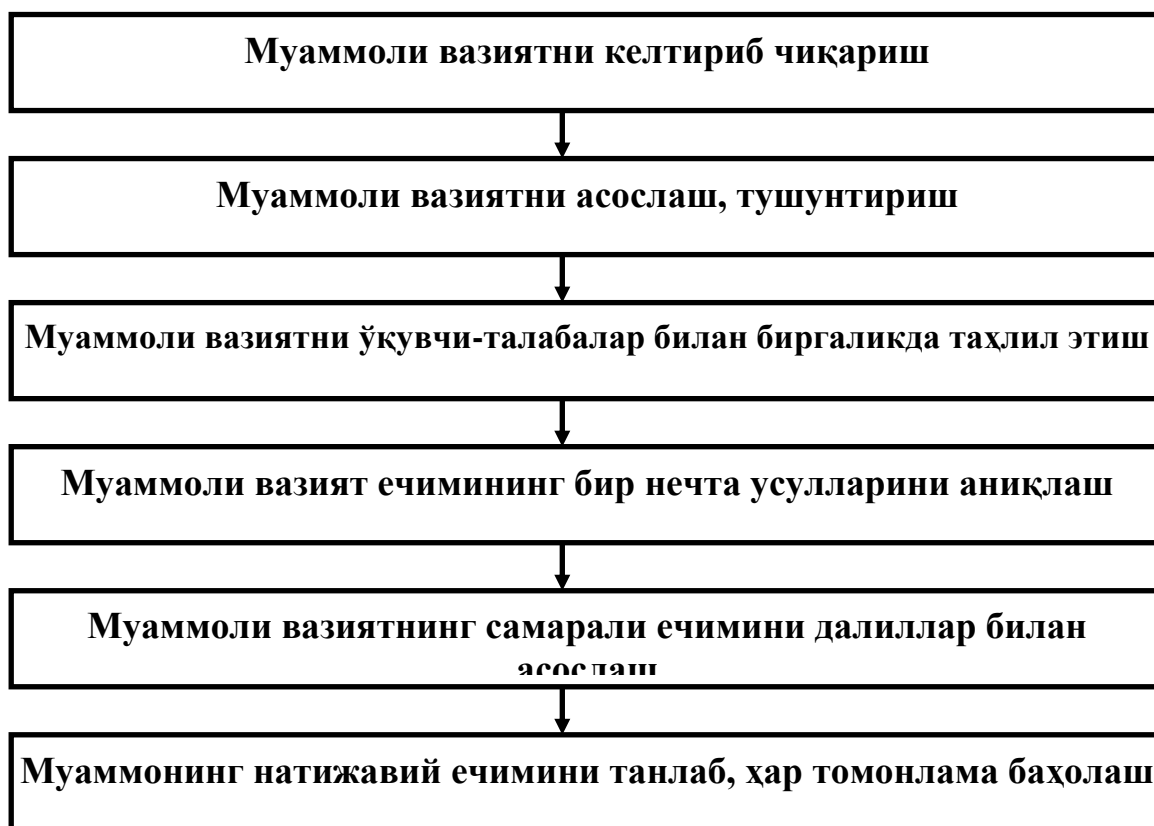 Муаммоли вазиятни келтириб чиқариш
Муаммоли вазиятни асослаш, тушунтириш
Муаммоли вазиятни ўқувчи-талабалар билан биргаликда таҳлил этиш
Муаммоли вазият ечимининг бир нечта усулларини аниқлаш
Муаммоли вазиятнинг самарали ечимини далиллар билан
асослаш
Муаммонинг натижавий ечимини танлаб, ҳар томонлама баҳолаш